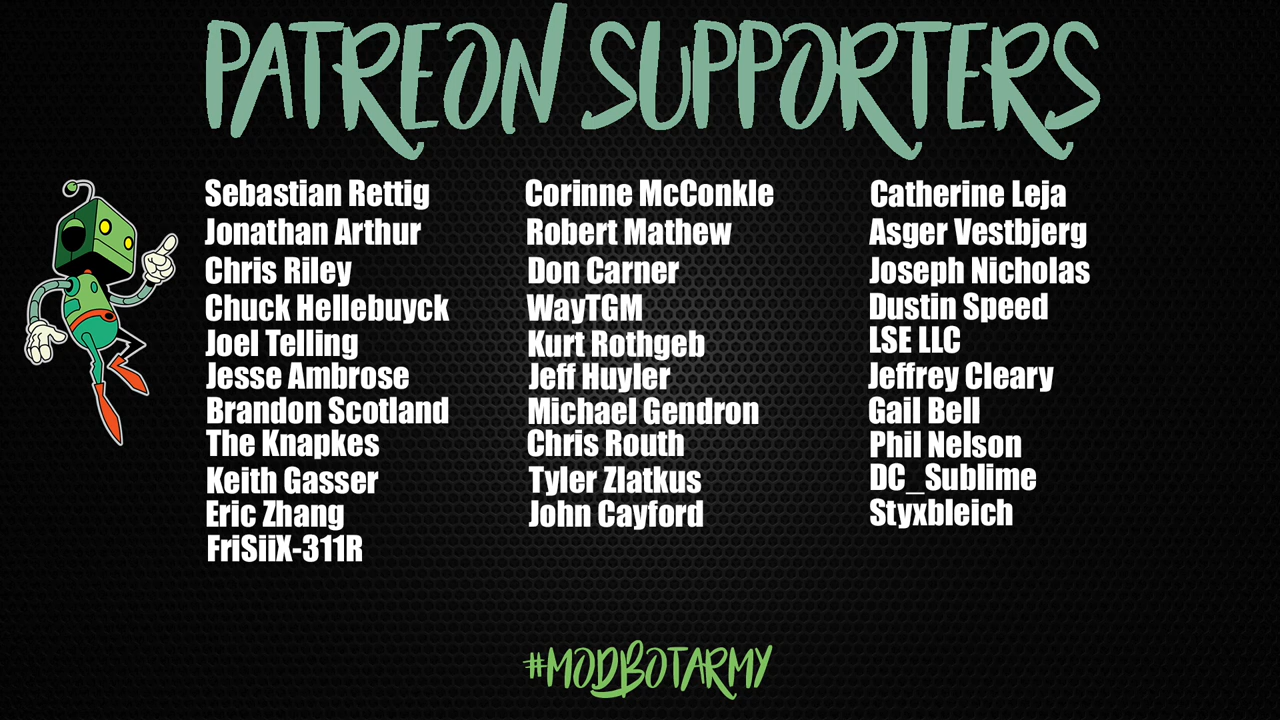 PATREON SUPPORTERS
Sebastian Rettig
Jonathan Arthur
Chris Riley
Chuck Hellebuyck
Joel Telling
Jesse Ambrose
Brandon Scotland
The Knapkes
Keith Gasser
Eric Zhang
FriSiiX-311R
Corinne McConkle
Robert Mathew
Don Carner
WayTGM
Kurt Rothgeb
Jeff Huyler
Michael Gendron
Chris Routh
Tyler Zlatkus
John Cayford
Catherine Leja
Asger Vestbjerg
Joseph Nicholas
Dustin Speed
LSE LLC
Jeffrey Cleary
Gail Bell
Phil Nelson
DC_Sublime
Styxbleich
#MODBOTARMY